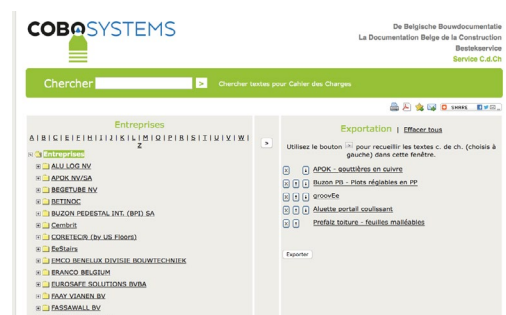 COBOSYSTEMS
De Belgische Bouwdocumentatie
La Documentation Belge de la Construction
Bestekservice
Service C.d.Ch
Chercher
>
Chercher textes pour Cahier des Charges
SHARE
Entreprises
A | B | C | E | F | H | I | J | K | L | M | O | P | R | S | T | U | V | W |
Z
Entreprises
ALU LOG NV
APOK NV/SA
BEGETUBE NV
BETINOC
BUZON PEDESTAL INT. (BPI) SA
Cembrit
CORETEC® (by US Floors)
EeStairs
EMCO BENELUX DIVISIE BOUWTECHNIEK
ERANCO BELGIUM
EUROSAFE SOLUTIONS BVBA
FAAY VIANEN BV
FASSAWALL BV
>
Exportation | Effacer tous
Utilisez le bouton > pour recueillir les textes c. de ch. (choisis à
gauche) dans cette fenêtre.
APOK - gouttières en cuivre
Buzon PB - Plots réglables en PP
groovEe
Aluette portail coulissant
Prefalz toiture - feuilles malléables
Exporter